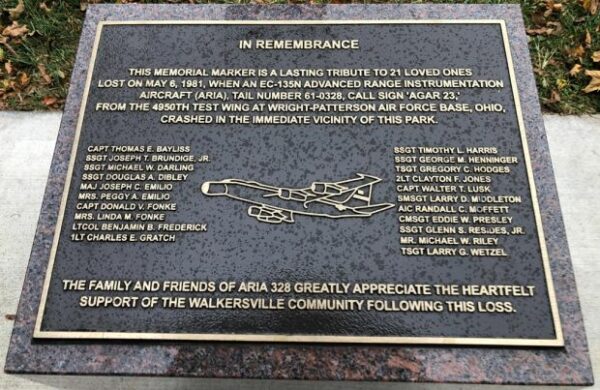 IN REMEMBRANCE
THIS MEMORIAL MARKER IS A LASTING TRIBUTE TO 21 LOVED ONES
LOST ON MAY 6, 1981, WHEN AN EC-135N ADVANCED RANGE INSTRUMENTATION
AIRCRAFT (ARIA), TAIL NUMBER 61-0328, CALL SIGN 'AGAR 23,'
FROM THE 4950TH TEST WING AT WRIGHT-PATTERSON AIR FORCE BASE, OHIO,
CRASHED IN THE IMMEDIATE VICINITY OF THIS PARK.
CAPT THOMAS E. BAYLISS
SSGT JOSEPH T. BRUNDIGE, JR.
SSGT MICHAEL W. DARLING
SSGT DOUGLAS A. DIBLEY
MAJ JOSEPH C. EMILIO
MRS. PEGGY A. EMILIO
CAPT DONALD V. FONKE
MRS. LINDA M. FONKE
LTCOL BENJAMIN B. FREDERICK
1LT CHARLES E. GRATCH
SSGT TIMOTHY L. HARRIS
SSGT GEORGE M. HENNINGER
TSGT GREGORY C. HODGES
2LT CLAYTON F. JONES
CAPT WALTER T. LUSK
SMSGT LARRY D. MIDDLETON
A1C RANDALL C. MOFFETT
CMSGT EDDIE W. PRESLEY
SSGT GLENN S. RESIDES, JR.
MR. MICHAEL W. RILEY
TSGT LARRY G. WETZEL
THE FAMILY AND FRIENDS OF ARIA 328 GREATLY APPRECIATE THE HEARTFELT
SUPPORT OF THE WALKERSVILLE COMMUNITY FOLLOWING THIS LOSS.